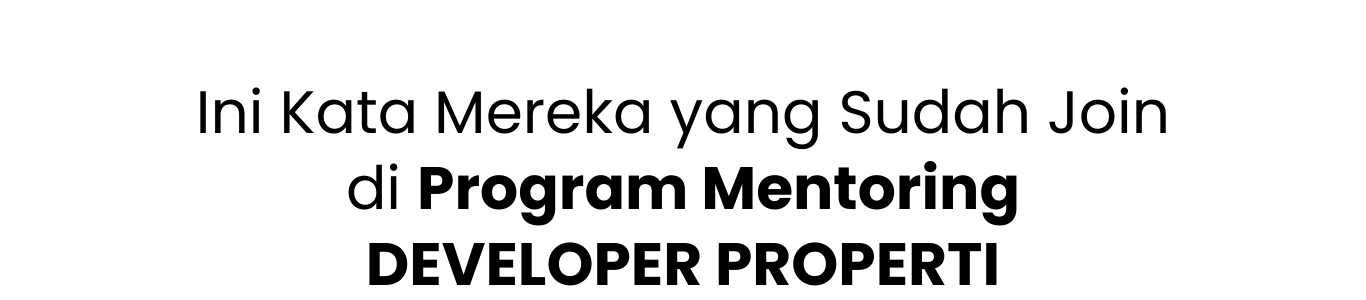 Ini Kata Mereka yang Sudah Join
di Program Mentoring
DEVELOPER PROPERTI